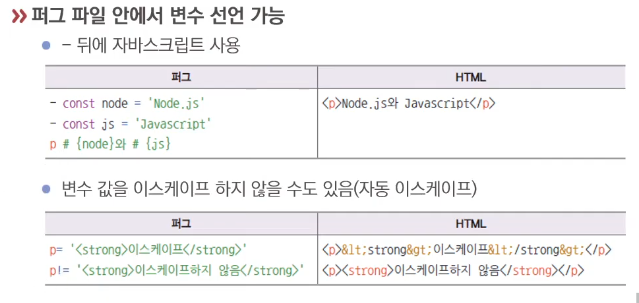 » 퍼그 파일 안에서 변수 선언 가능
• – 뒤에 자바스크립트 사용
퍼그 HTML
- const node = 'Node.js' <p>Node.js와 Javascript</p>
- const js = 'Javascript'
p # {node}와 # {js}
• 변수 값을 이스케이프 하지 않을 수도 있음(자동 이스케이프)
퍼그 HTML
p= '<strong>이스케이프</strong>' <p>&lt;strong&gt;이스케이프&lt;/strong&gt;</p>
p!= '<strong>이스케이프하지 않음</strong>' <p><strong>이스케이프하지 않음</strong></p>